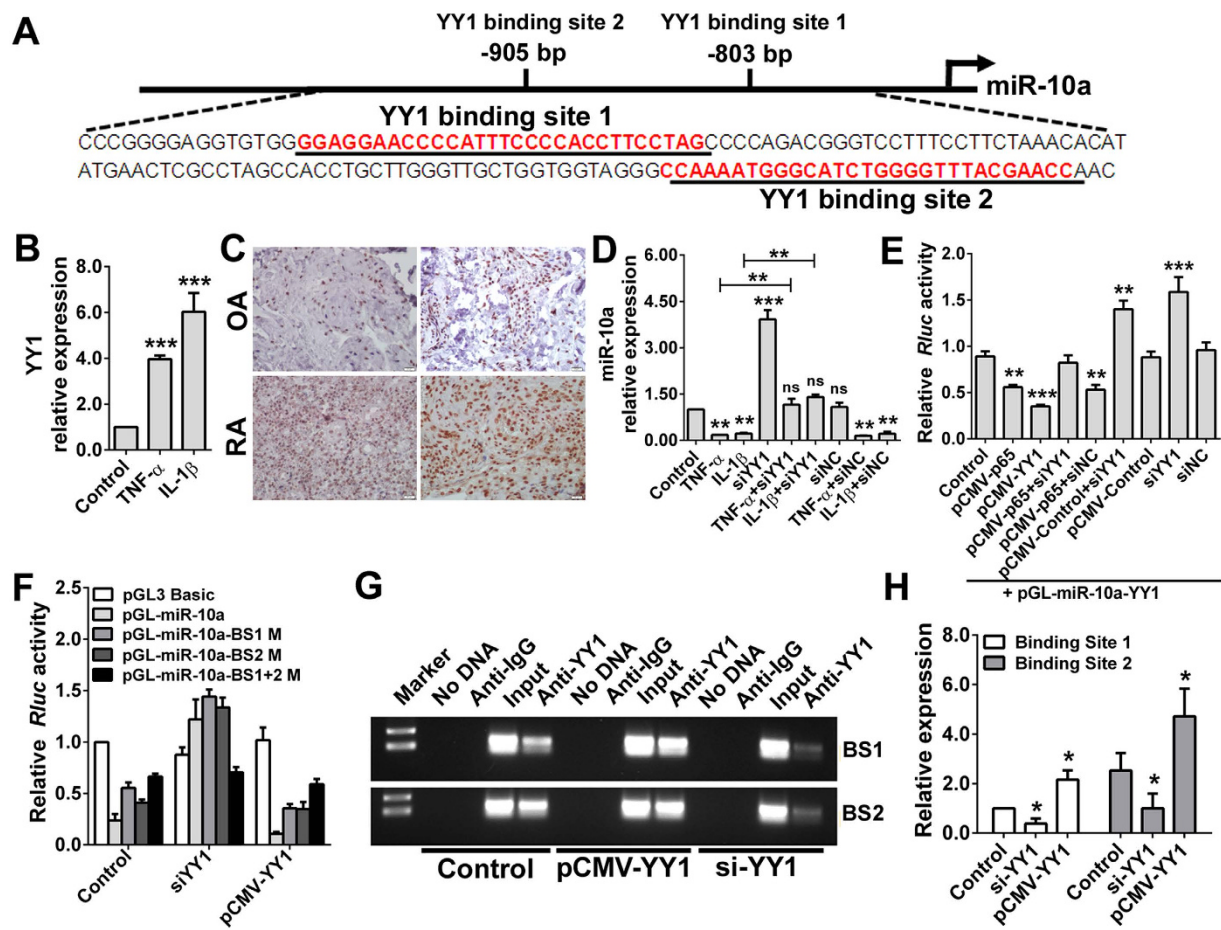 A
YY1 binding site 2
YY1 binding site 1
-905 bp
-803 bp
miR-10a
YY1 binding site 1
CCCGGGGAGGTGTGGGGAGGAACCCCATTTCCCCACCTTCCTAGCCCCAGACGGGTCCTTTCCTTCTAAACACAT
ATGAACTCGCCTAGCCACCTGCTTGGGTTGCTGGTGGTAGGGCCAAAATGGGCATCTGGGGTTTACGAACCAAC
YY1 binding site 2
B
YY1
relative expression
8.0
6.0
4.0
2.0
0.0
***
***
Control
TNF-α
IL-1β
C
OA
RA
D
miR-10a
relative expression
6.00
4.50
3.00
1.50
0.00
**
**
***
** **
ns
ns
ns
** **
Control
TNF-α
IL-1β
siYY1
TNF-α+siYY1
IL-1β+siYY1
siNC
TNF-α+siNC
IL-1β+siNC
E
Relative Rluc activity
2.0
1.5
1.0
0.5
0.0
**
***
**
**
***
Control
pCMV-p65
pCMV-YY1
pCMV-p65+siYY1
pCMV-p65+siNC
pCMV-Control+siYY1
pCMV-Control
siYY1
siNC
+ pGL-miR-10a-YY1
F
Relative Rluc activity
2.5
2.0
1.5
1.0
0.5
0.0
pGL3 Basic
pGL-miR-10a
pGL-miR-10a-BS1 M
pGL-miR-10a-BS2 M
pGL-miR-10a-BS1+2 M
Control
siYY1
pCMV-YY1
G
Marker
No DNA
Anti-IgG
Input
Anti-YY1
No DNA
Anti-IgG
Input
Anti-YY1
No DNA
Anti-IgG
Input
Anti-YY1
BS1
BS2
Control
pCMV-YY1
si-YY1
H
Relative expression
8.0
6.0
4.0
2.0
0.0
Binding Site 1
Binding Site 2
*
*
*
*
Control
si-YY1
pCMV-YY1
Control
si-YY1
pCMV-YY1